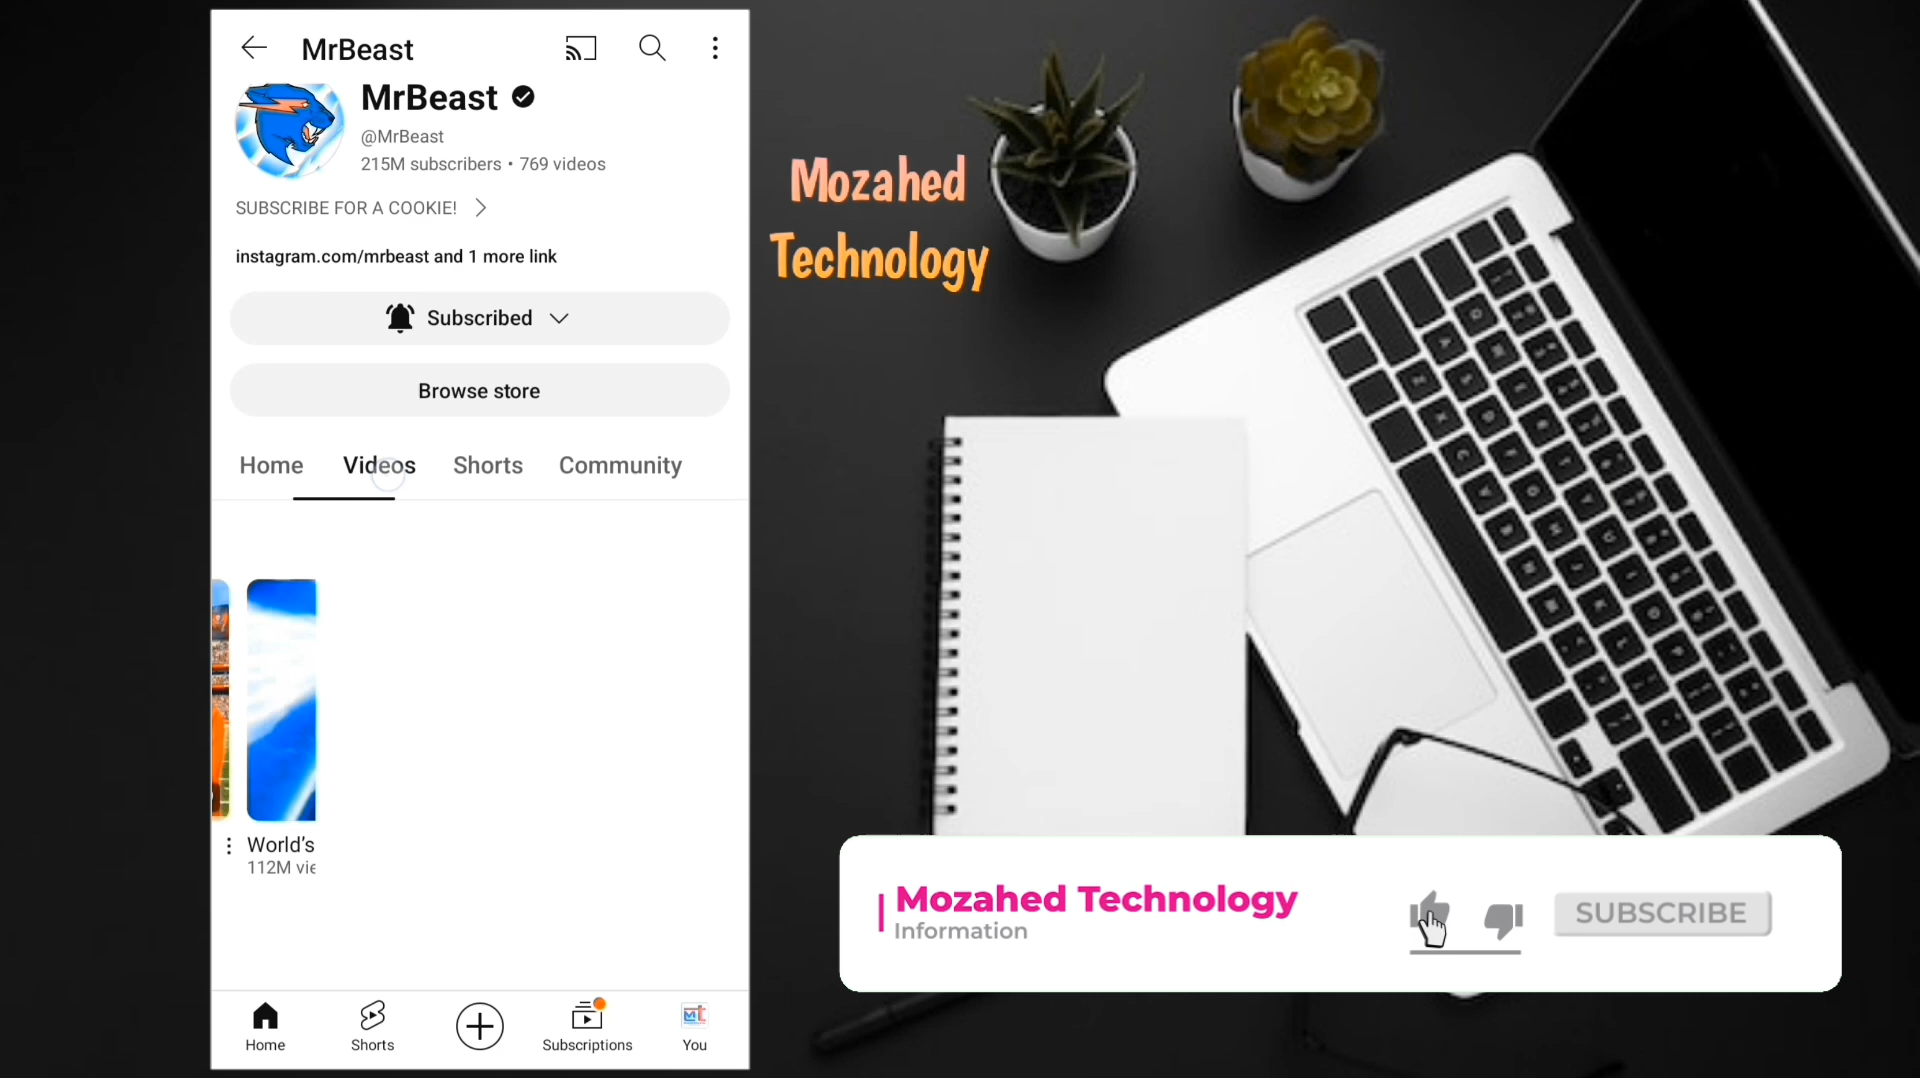 MrBeast
MrBeast
@MrBeast
215M subscribers • 769 videos
SUBSCRIBE FOR A COOKIE!
instagram.com/mrbeast and 1 more link
Subscribed
Browse store
Home Videos Shorts Community
World's
112M vie
Home Shorts Subscriptions You
Mozahed
Technology
Mozahed Technology
Information
SUBSCRIBE